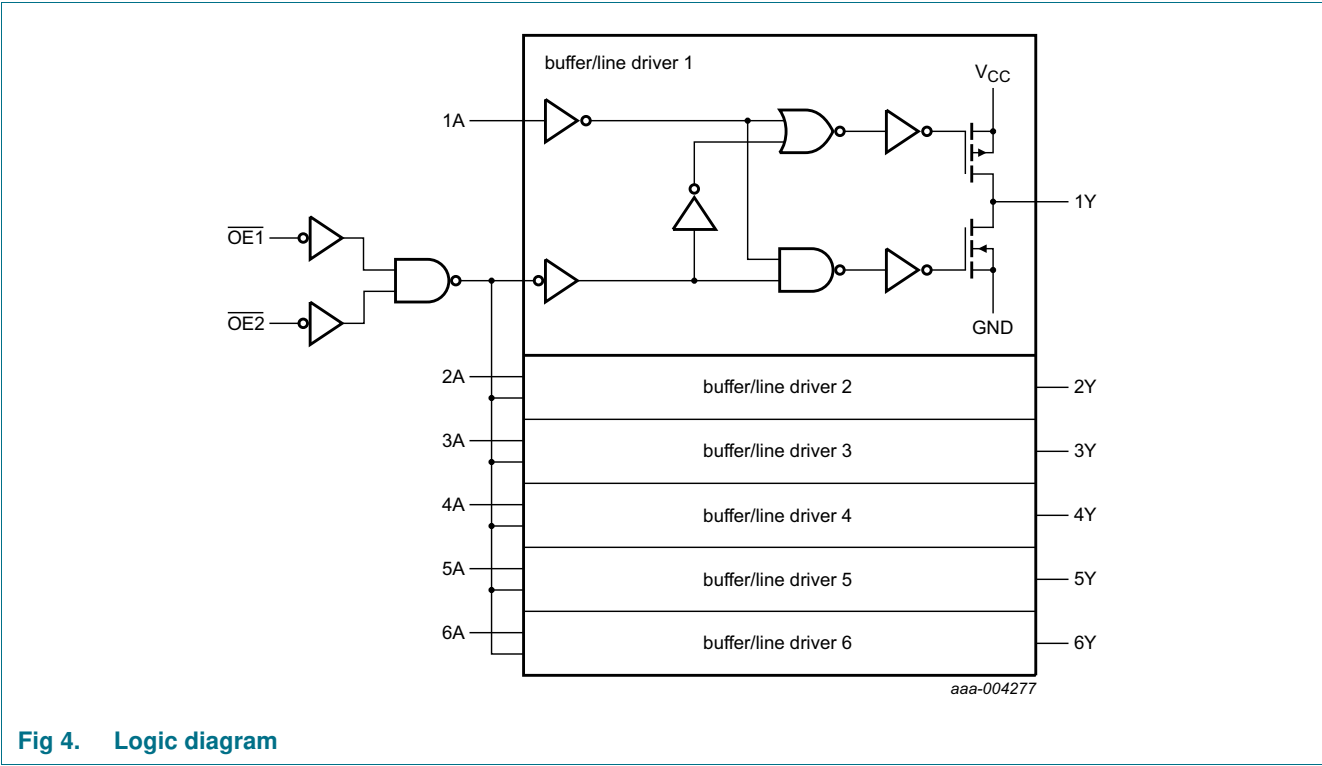 buffer/line driver 1
VCC
1A
1Y
OE1
OE2
GND
2A
buffer/line driver 2
2Y
3A
buffer/line driver 3
3Y
4A
buffer/line driver 4
4Y
5A
buffer/line driver 5
5Y
6A
buffer/line driver 6
6Y
aaa-004277
Fig 4. Logic diagram